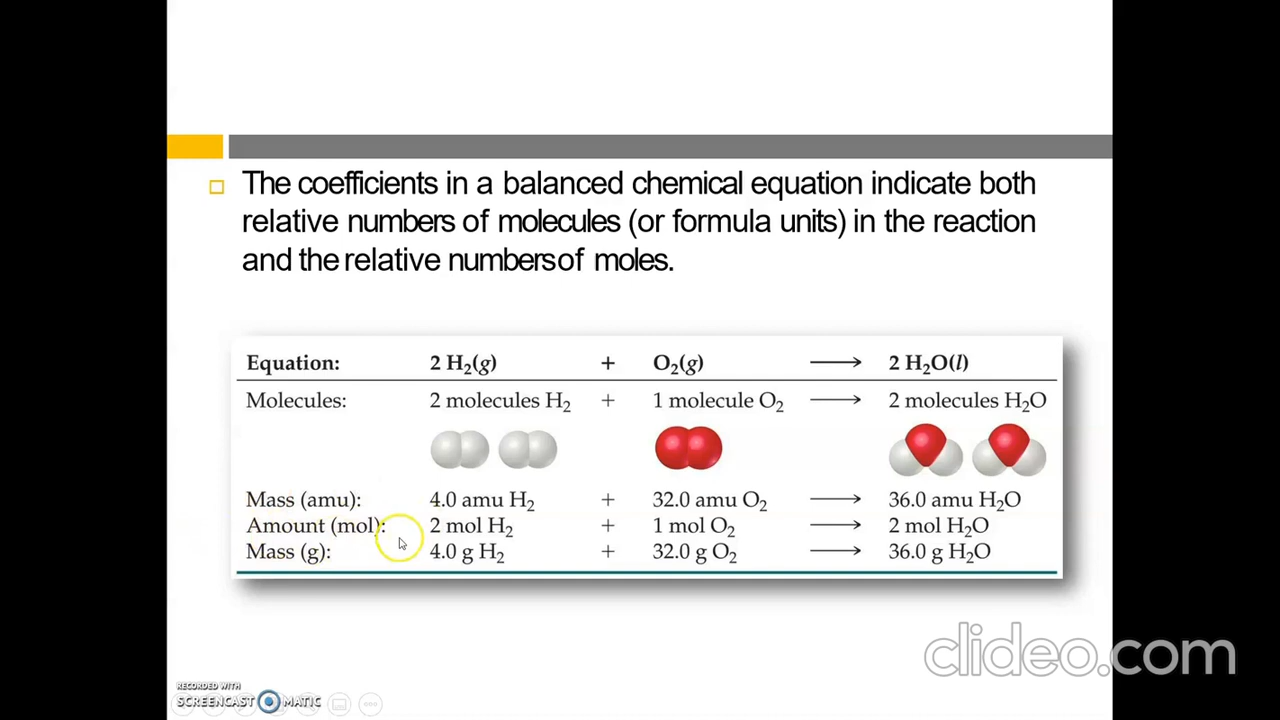 The coefficients in a balanced chemical equation indicate both
relative numbers of molecules (or formula units) in the reaction
and the relative numbers of moles.
Equation: 2 H₂(g) + O₂(g) ⟶ 2 H₂O(l)
Molecules: 2 molecules H₂ + 1 molecule O₂ ⟶ 2 molecules H₂O
Mass (amu): 4.0 amu H₂ + 32.0 amu O₂ ⟶ 36.0 amu H₂O
Amount (mol): 2 mol H₂ + 1 mol O₂ ⟶ 2 mol H₂O
Mass (g): 4.0 g H₂ + 32.0 g O₂ ⟶ 36.0 g H₂O
clideo.com
RECORDED WITH
SCREENCAST MATIC